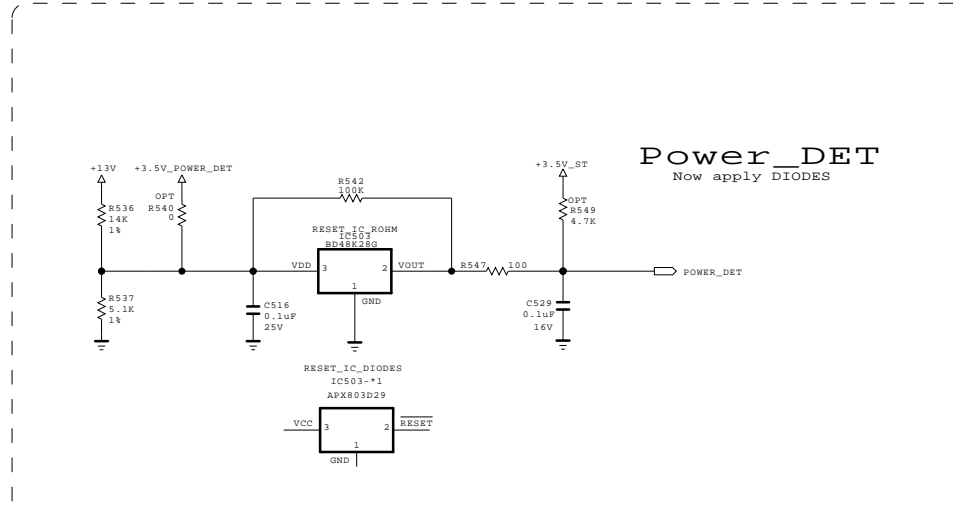 Power_DET
Now apply DIODES
+13V
+3.5V_POWER_DET
+3.5V_ST
R542
100K
OPT
R540
0
R536
14K
1%
OPT
R549
4.7K
RESET_IC_ROHM
IC503
BD48K28G
VDD
3
2
VOUT
1
GND
R547
100
POWER_DET
R537
5.1K
1%
C516
0.1uF
25V
C529
0.1uF
16V
RESET_IC_DIODES
IC503-*1
APX803D29
VCC
3
2
RESET
1
GND